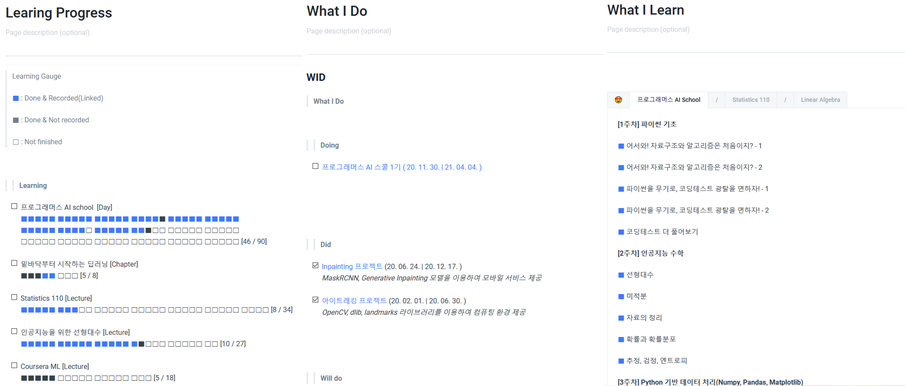 Learing Progress
Page description (optional)
Learning Gauge
: Done & Recorded(Linked)
: Done & Not recorded
: Not finished
Learning
프로그래머스 AI school [Day]
[46 / 90]
밑바닥부터 시작하는 딥러닝 [Chapter]
[5 / 8]
Statistics 110 [Lecture]
[8 / 34]
인공지능을 위한 선형대수 [Lecture]
[10 / 27]
Coursera ML [Lecture]
[5 / 18]
What I Do
Page description (optional)
WID
What I Do
Doing
프로그래머스 AI 스쿨 1기 ( 20. 11. 30. | 21. 04. 04. )
Did
Inpainting 프로젝트 (20. 06. 24. | 20. 12. 17. )
MaskRCNN, Generative Inpainting 모델을 이용하여 모바일 서비스 제공
아이트래킹 프로젝트 (20. 02. 01. | 20. 06. 30. )
OpenCV, dlib, landmarks 라이브러리를 이용하여 컴퓨팅 환경 제공
Will do
What I Learn
Page description (optional)
프로그래머스 AI School / Statistics 110 / Linear Algebra
[1주차] 파이썬 기초
어서와! 자료구조와 알고리즘은 처음이지? - 1
어서와! 자료구조와 알고리즘은 처음이지? - 2
파이썬을 무기로, 코딩테스트 광탈을 면하자! - 1
파이썬을 무기로, 코딩테스트 광탈을 면하자! - 2
코딩테스트 더 풀어보기
[2주차] 인공지능 수학
선형대수
미적분
자료의 정리
확률과 확률분포
추정, 검정, 엔트로피
[3주차] Python 기반 데이터 처리(Numpy, Pandas, Matplotlib)